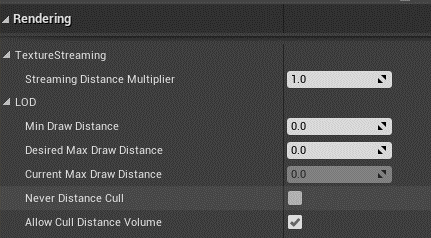 Rendering
TextureStreaming
Streaming Distance Multiplier 1.0
LOD
Min Draw Distance 0.0
Desired Max Draw Distance 0.0
Current Max Draw Distance 0.0
Never Distance Cull
Allow Cull Distance Volume